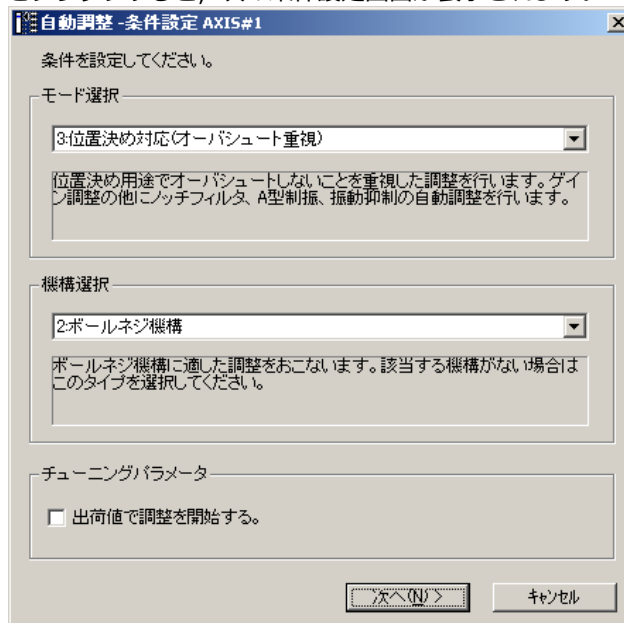 自動調整 -条件設定 AXIS#1
条件を設定してください。
モード選択
3:位置決め対応(オーバシュート重視)
位置決め用途でオーバシュートしないことを重視した調整を行います。ゲイ
ン調整の他にノッチフィルタ、A型制振、振動抑制の自動調整を行います。
機構選択
2:ボールネジ機構
ボールネジ機構に適した調整をおこないます。該当する機構がない場合は
このタイプを選択してください。
チューニングパラメータ
出荷値で調整を開始する。
次へ(N) >
キャンセル